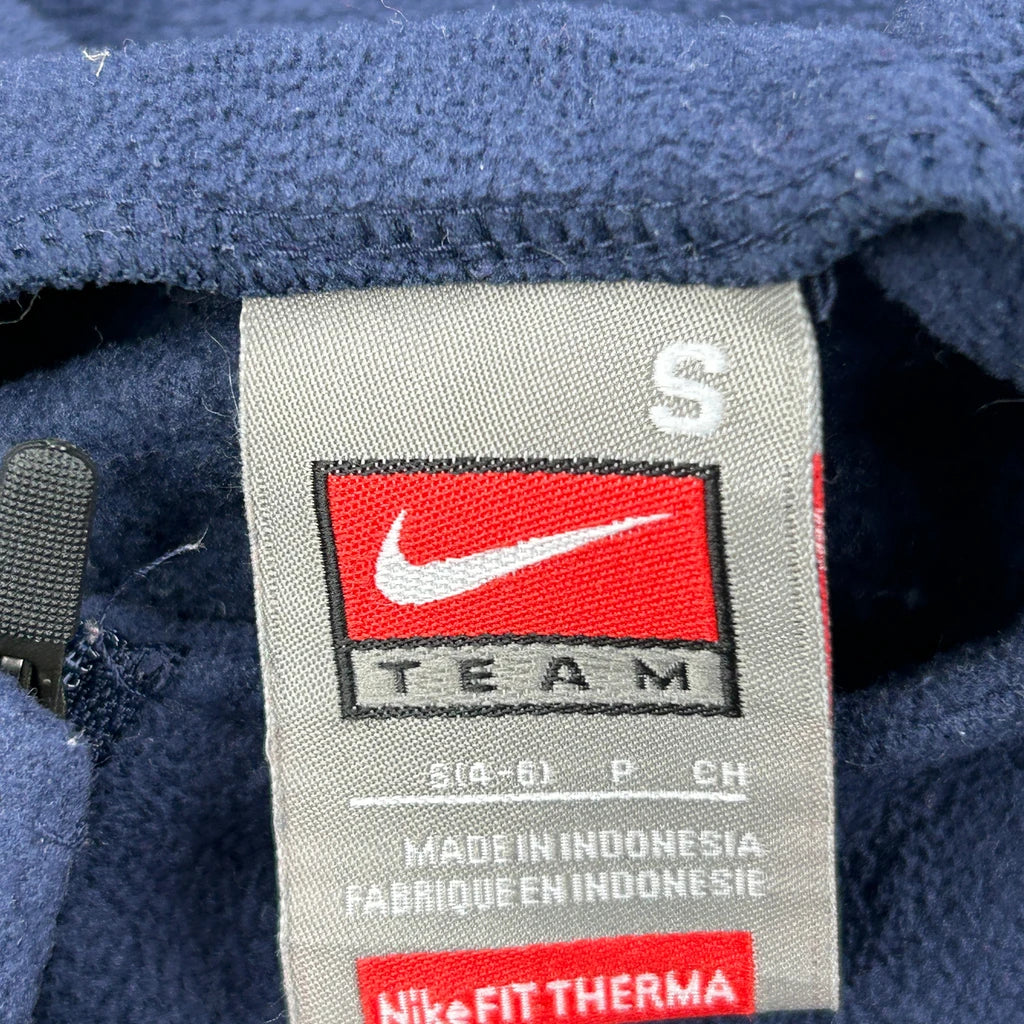 S
TEAM
S(4-6) P CH
MADE IN INDONESIA
FABRIQUE EN INDONESIE
NikeFIT THERMA